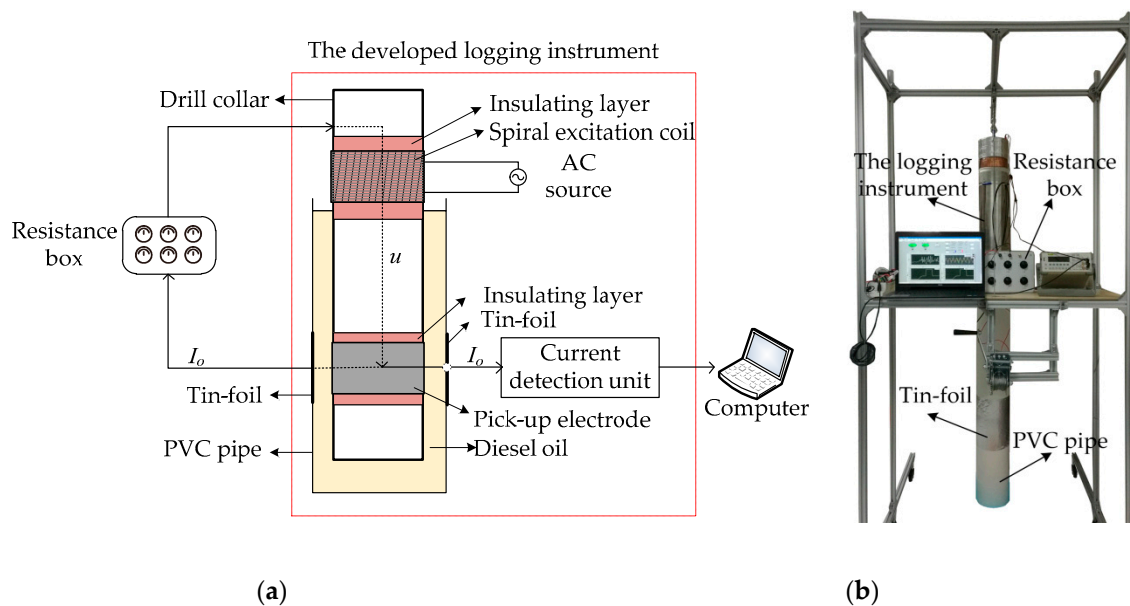 The developed logging instrument
Drill collar
Insulating layer
Spiral excitation coil
AC
source
Resistance
box
u
Insulating layer
Tin-foil
I_o
I_o
Current
detection unit
Tin-foil
Computer
Pick-up electrode
PVC pipe
Diesel oil
(a)
The logging
instrument
Resistance
box
Tin-foil
PVC pipe
(b)